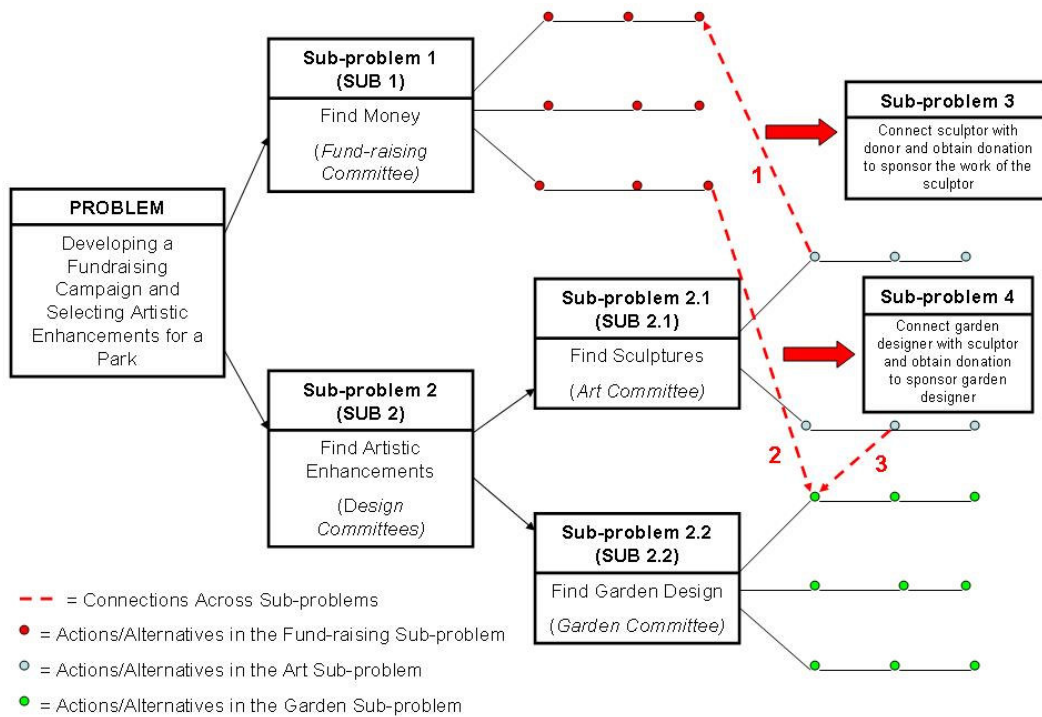 PROBLEM
Developing a
Fundraising
Campaign and
Selecting Artistic
Enhancements for a
Park
Sub-problem 1
(SUB 1)
Find Money
(Fund-raising
Committee)
Sub-problem 2
(SUB 2)
Find Artistic
Enhancements
(Design
Committees)
Sub-problem 2.1
(SUB 2.1)
Find Sculptures
(Art Committee)
Sub-problem 2.2
(SUB 2.2)
Find Garden Design
(Garden Committee)
1
2
3
Sub-problem 3
Connect sculptor with
donor and obtain donation
to sponsor the work of the
sculptor
Sub-problem 4
Connect garden
designer with sculptor
and obtain donation
to sponsor garden
designer
= Connections Across Sub-problems
= Actions/Alternatives in the Fund-raising Sub-problem
= Actions/Alternatives in the Art Sub-problem
= Actions/Alternatives in the Garden Sub-problem